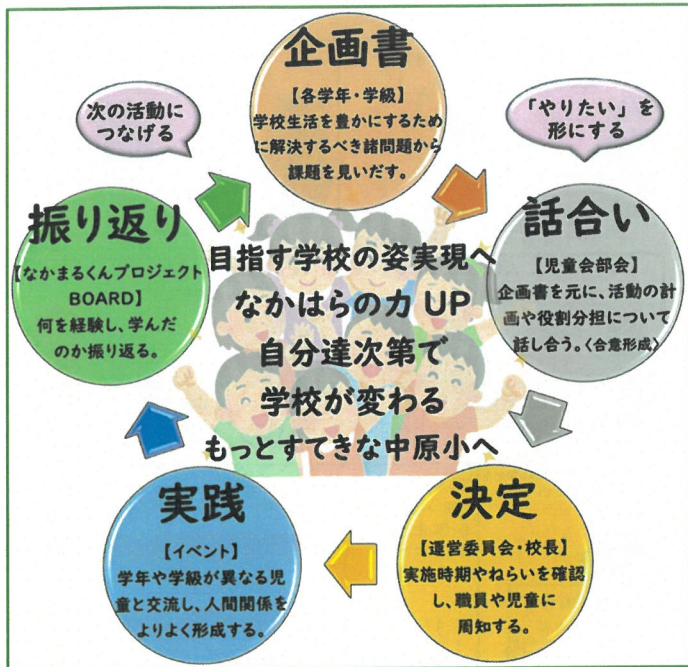 企画書
【各学年・学級】
学校生活を豊かにするため
に解決するべき諸問題から
課題を見いだす。
次の活動に
つなげる
「やりたい」を
形にする
話合い
【児童会部会】
企画書を元に、活動の計
画や役割分担について
話し合う。〈合意形成〉
振り返り
【なかまるくんプロジェクト
BOARD】
何を経験し、学んだ
のか振り返る。
目指す学校の姿実現へ
なかはらの力 UP
自分達次第で
学校が変わる
もっとすてきな中原小へ
決定
【運営委員会・校長】
実施時期やねらいを確認
し、職員や児童に
周知する。
実践
【イベント】
学年や学級が異なる児
童と交流し、人間関係を
よりよく形成する。